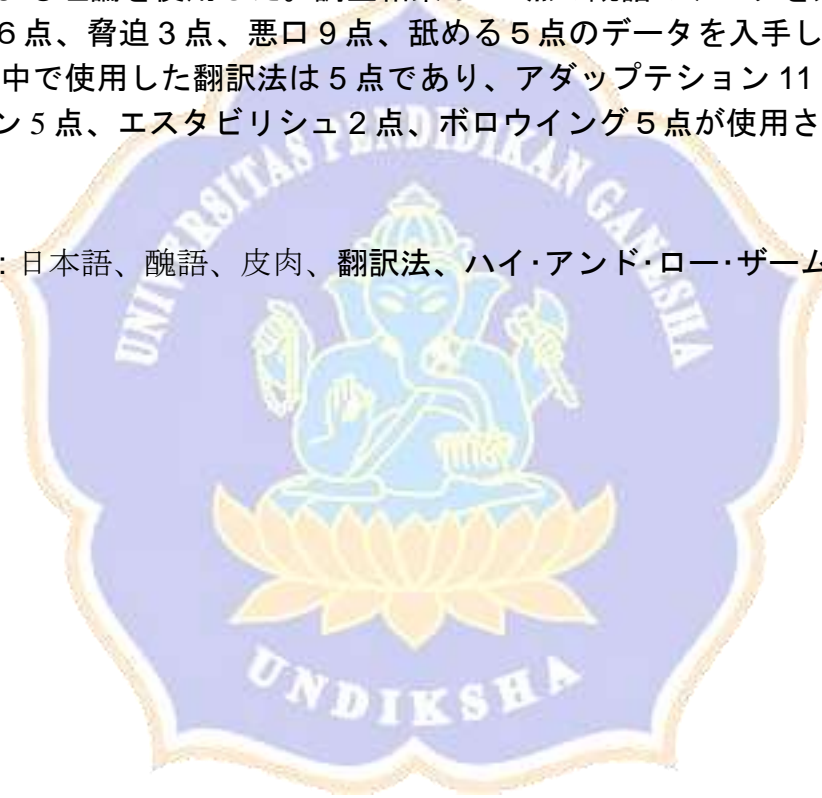 6点、脅迫3点、悪口9点、舐める5点のデータを入手し
中で使用した翻訳法は5点であり、アダップテション 11
ン 5 点、エスタビリシュ2点、ボロウイング5点が使用さ
UNIVERSITAS PENDIDIKAN GANESHA
: 日本語、醜語、皮肉、翻訳法、ハイ・アンド・ロー・ザーム
UNDIKSHA